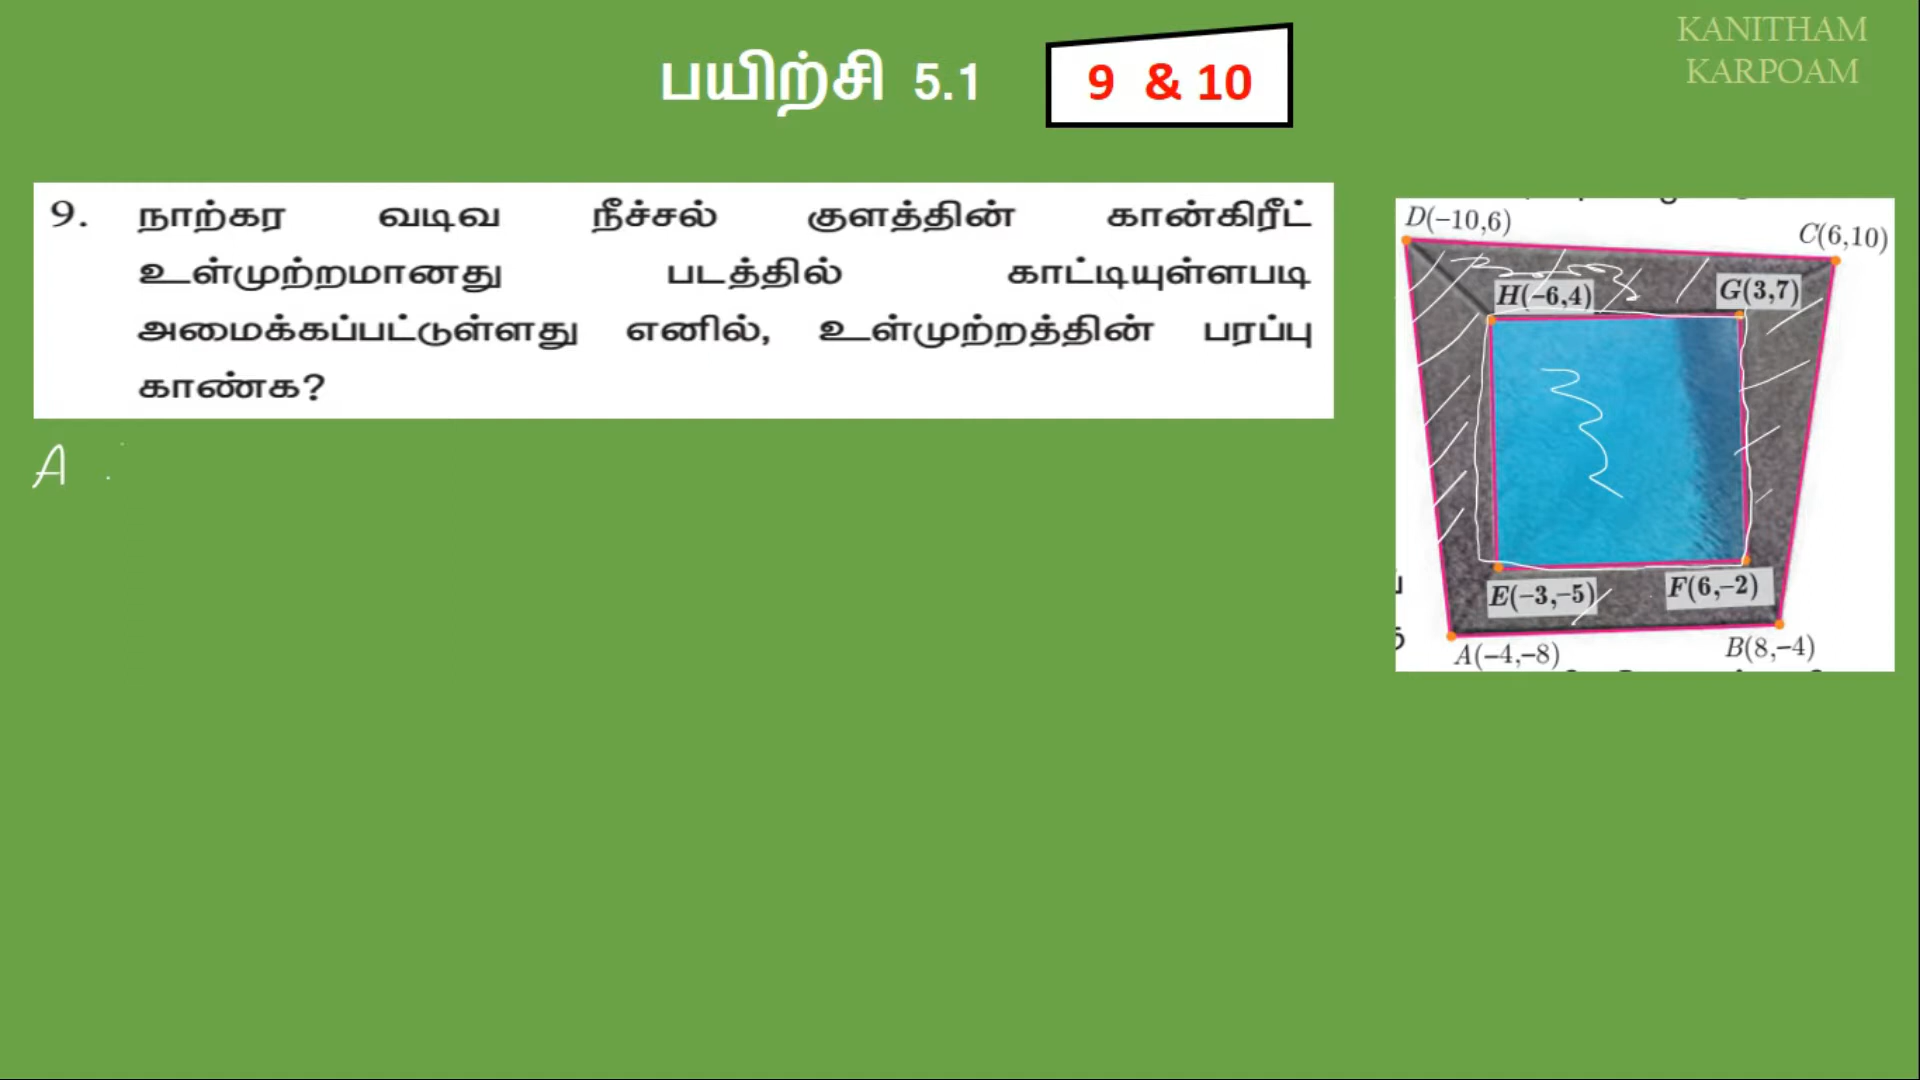 KANITHAM
KARPOAM
பயிற்சி 5.1
9 & 10
9. நாற்கர வடிவ நீச்சல் குளத்தின் கான்கிரீட்
உள்முற்றமானது படத்தில் காட்டியுள்ளபடி
அமைக்கப்பட்டுள்ளது எனில், உள்முற்றத்தின் பரப்பு
காண்க?
D(−10,6)
C(6,10)
H(−6,4)
G(3,7)
E(−3,−5)
F(6,−2)
A(−4,−8)
B(8,−4)
A